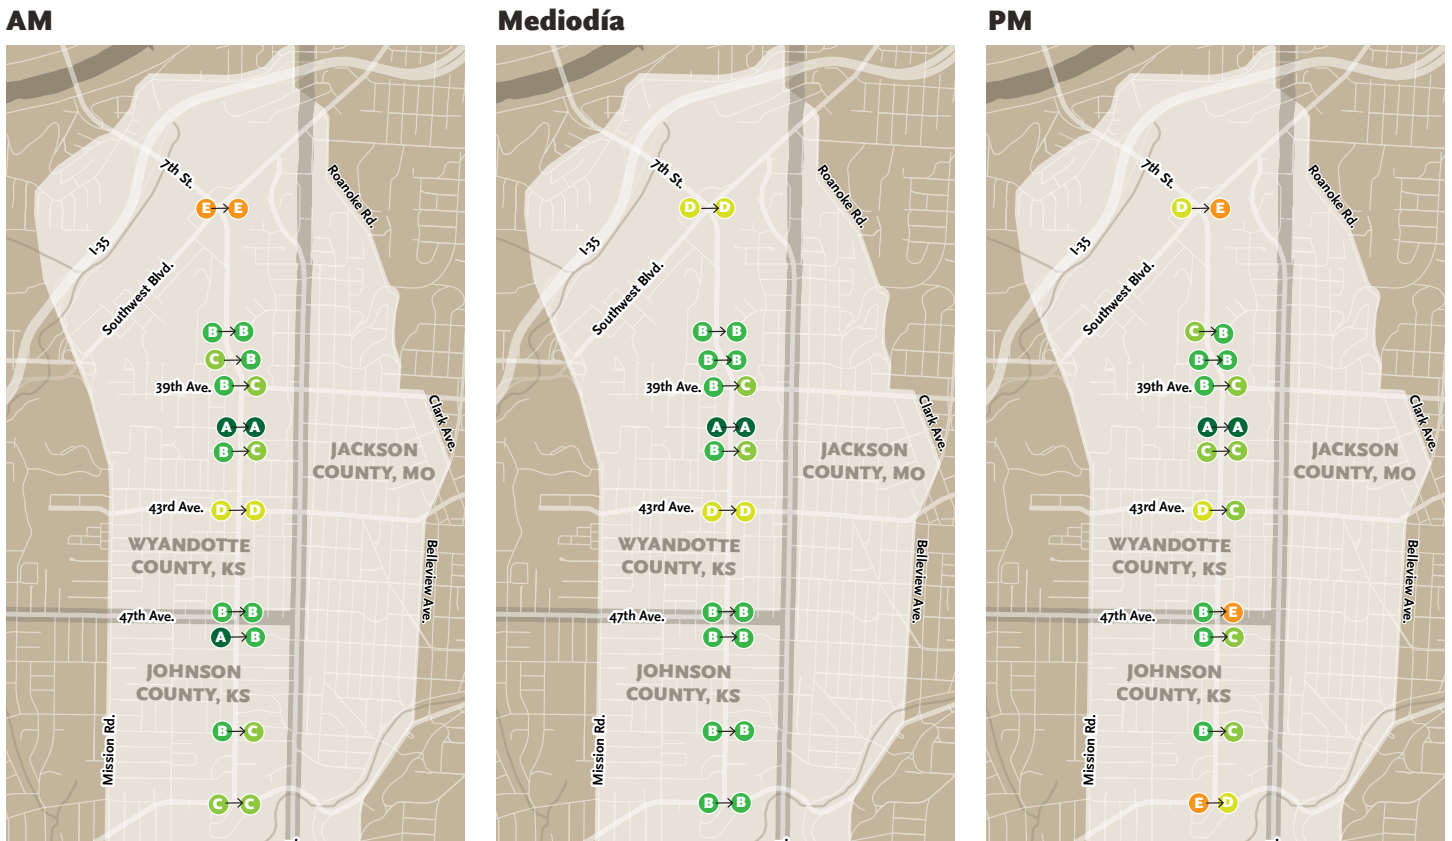 AM
7th St.
Roanoke Rd.
E → E
I-35
Southwest Blvd.
B → B
C → B
39th Ave. B → C
Clark Ave.
A → A
B → C
JACKSON
COUNTY, MO
43rd Ave. D → D
WYANDOTTE
COUNTY, KS
Belleview Ave.
47th Ave. B → B
A → B
JOHNSON
COUNTY, KS
Mission Rd.
B → C
C → C
Mediodía
7th St.
Roanoke Rd.
D → D
I-35
Southwest Blvd.
B → B
B → B
39th Ave. B → C
Clark Ave.
A → A
B → C
JACKSON
COUNTY, MO
43rd Ave. D → D
WYANDOTTE
COUNTY, KS
Belleview Ave.
47th Ave. B → B
B → B
JOHNSON
COUNTY, KS
Mission Rd.
B → B
B → B
PM
7th St.
Roanoke Rd.
D → E
I-35
Southwest Blvd.
C → B
B → B
39th Ave. B → C
Clark Ave.
A → A
C → C
JACKSON
COUNTY, MO
43rd Ave. D → C
WYANDOTTE
COUNTY, KS
Belleview Ave.
47th Ave. B → E
B → C
JOHNSON
COUNTY, KS
Mission Rd.
B → C
E → D